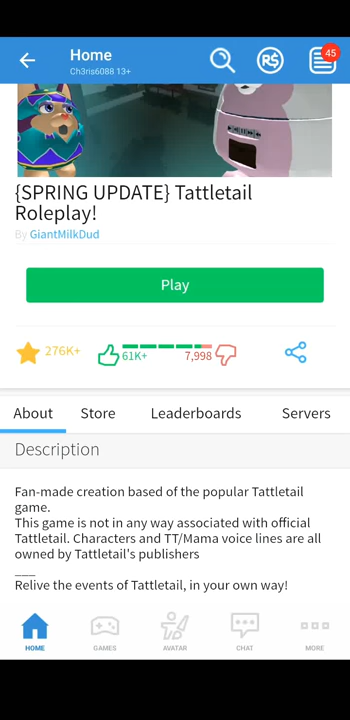 Home
Ch3ris6088 13+
R$
45
{SPRING UPDATE} Tattletail
Roleplay!
By GiantMilkDud
Play
276K+
61K+
7,998
About
Store
Leaderboards
Servers
Description
Fan-made creation based of the popular Tattletail
game.
This game is not in any way associated with official
Tattletail. Characters and TT/Mama voice lines are all
owned by Tattletail's publishers
___
Relive the events of Tattletail, in your own way!
HOME
GAMES
AVATAR
CHAT
MORE